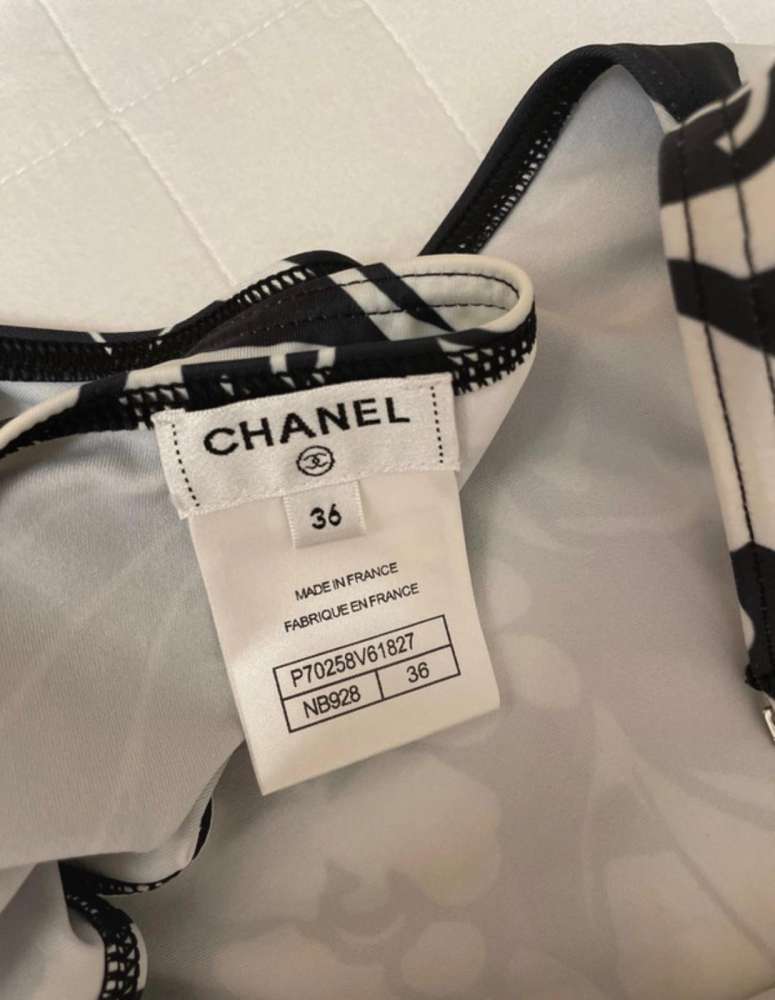 CHANEL
36
MADE IN FRANCE
FABRIQUE EN FRANCE
P70258V61827
NB928 36